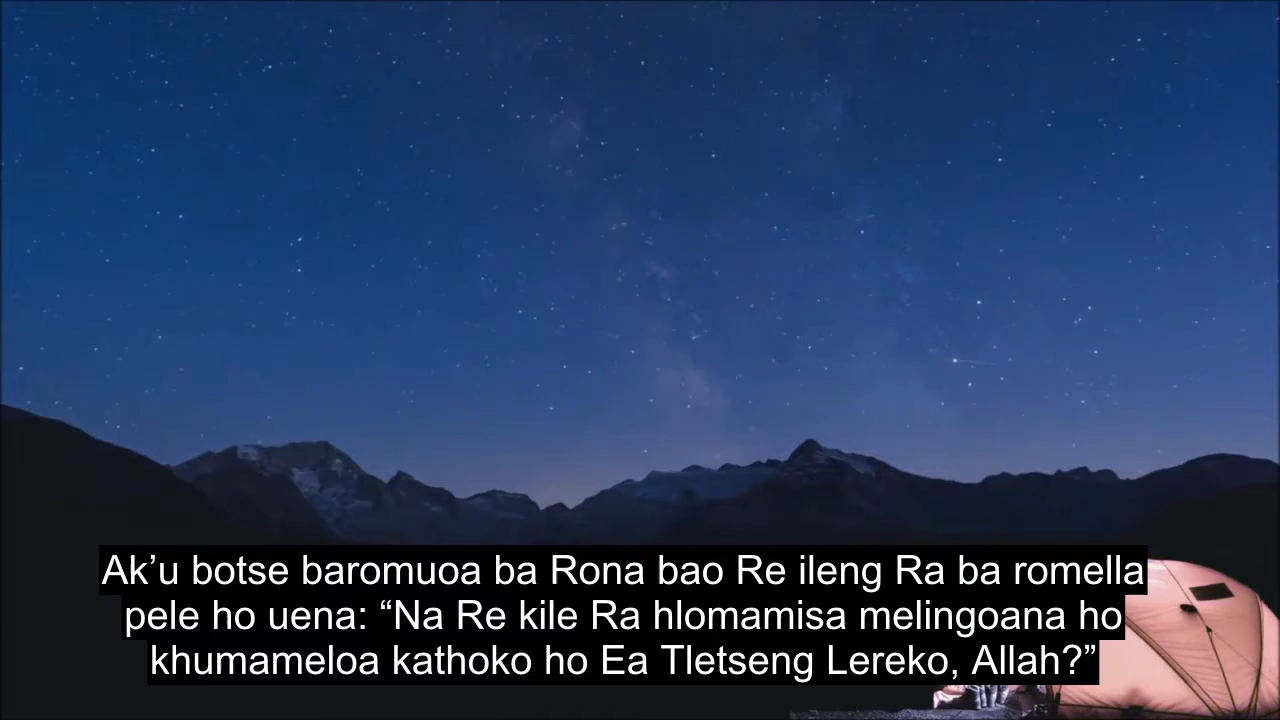 Ak’u botse baromuoa ba Rona bao Re ileng Ra ba romella
pele ho uena: “Na Re kile Ra hlomamisa melingoana ho
khumameloa kathoko ho Ea Tletseng Lereko, Allah?”